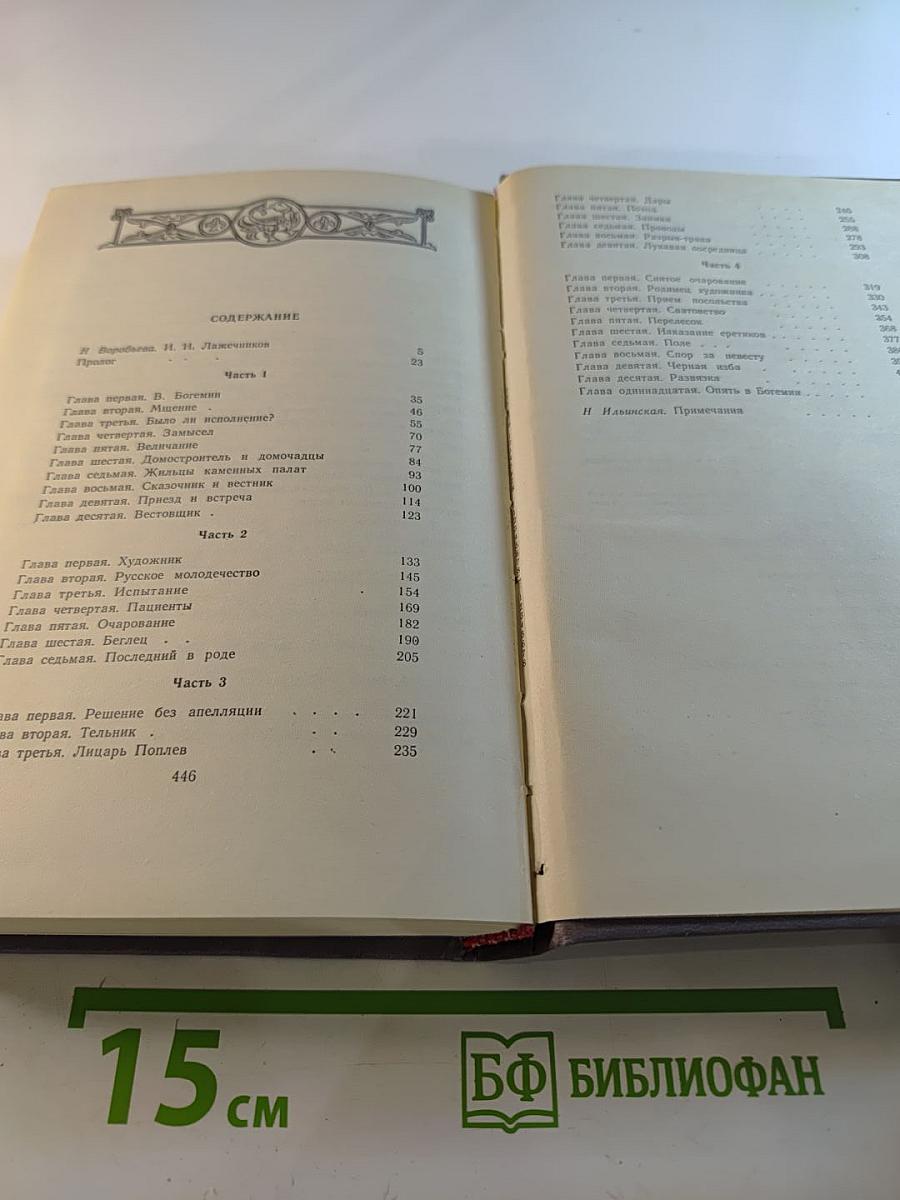 СОДЕРЖАНИЕ
Н Воробьева. И. И. Лажечников 5
Пролог . . . 23
Часть 1
Глава первая. В. Богемии 35
Глава вторая. Мщение . 46
Глава третья. Было ли исполнение? 55
Глава четвертая. Замысел 70
Глава пятая. Величание 77
Глава шестая. Домостроитель и домочадцы 84
Глава седьмая. Жильцы каменных палат 93
Глава восьмая. Сказочник и вестник 100
Глава девятая. Приезд и встреча 114
Глава десятая. Вестовщик . 123
Часть 2
Глава первая. Художник 133
Глава вторая. Русское молодечество 145
Глава третья. Испытание . 154
Глава четвертая. Пациенты 169
Глава пятая. Очарование 182
Глава шестая. Беглец . . 190
Глава седьмая. Последний в роде 205
Часть 3
ава первая. Решение без апелляции . . . . 221
ва вторая. Тельник . . . 229
а третья. Лицарь Поплев . . 235
446
Глава четвертая. Дары
Глава пятая. 246
Глава шестая. 255
Глава седьмая. Проводы 268
Глава восьмая. Разрыв-трава 278
Глава девятая. Лукавая посредница 293
308
Часть 4
Глава первая. Снятое очарование 319
Глава вторая. Родимец художника 330
Глава третья. Прием посольства 343
Глава четвертая. Сватовство 354
Глава пятая. Перелесок 368
Глава шестая. Наказание еретиков 377
Глава седьмая. Поле . . .
Глава восьмая. Спор за невесту
Глава девятая. Черная изба
Глава десятая. Развязка
Глава одиннадцатая. Опять в Богемии
Н Ильинская. Примечания
15 см
БФ БИБЛИОФАН